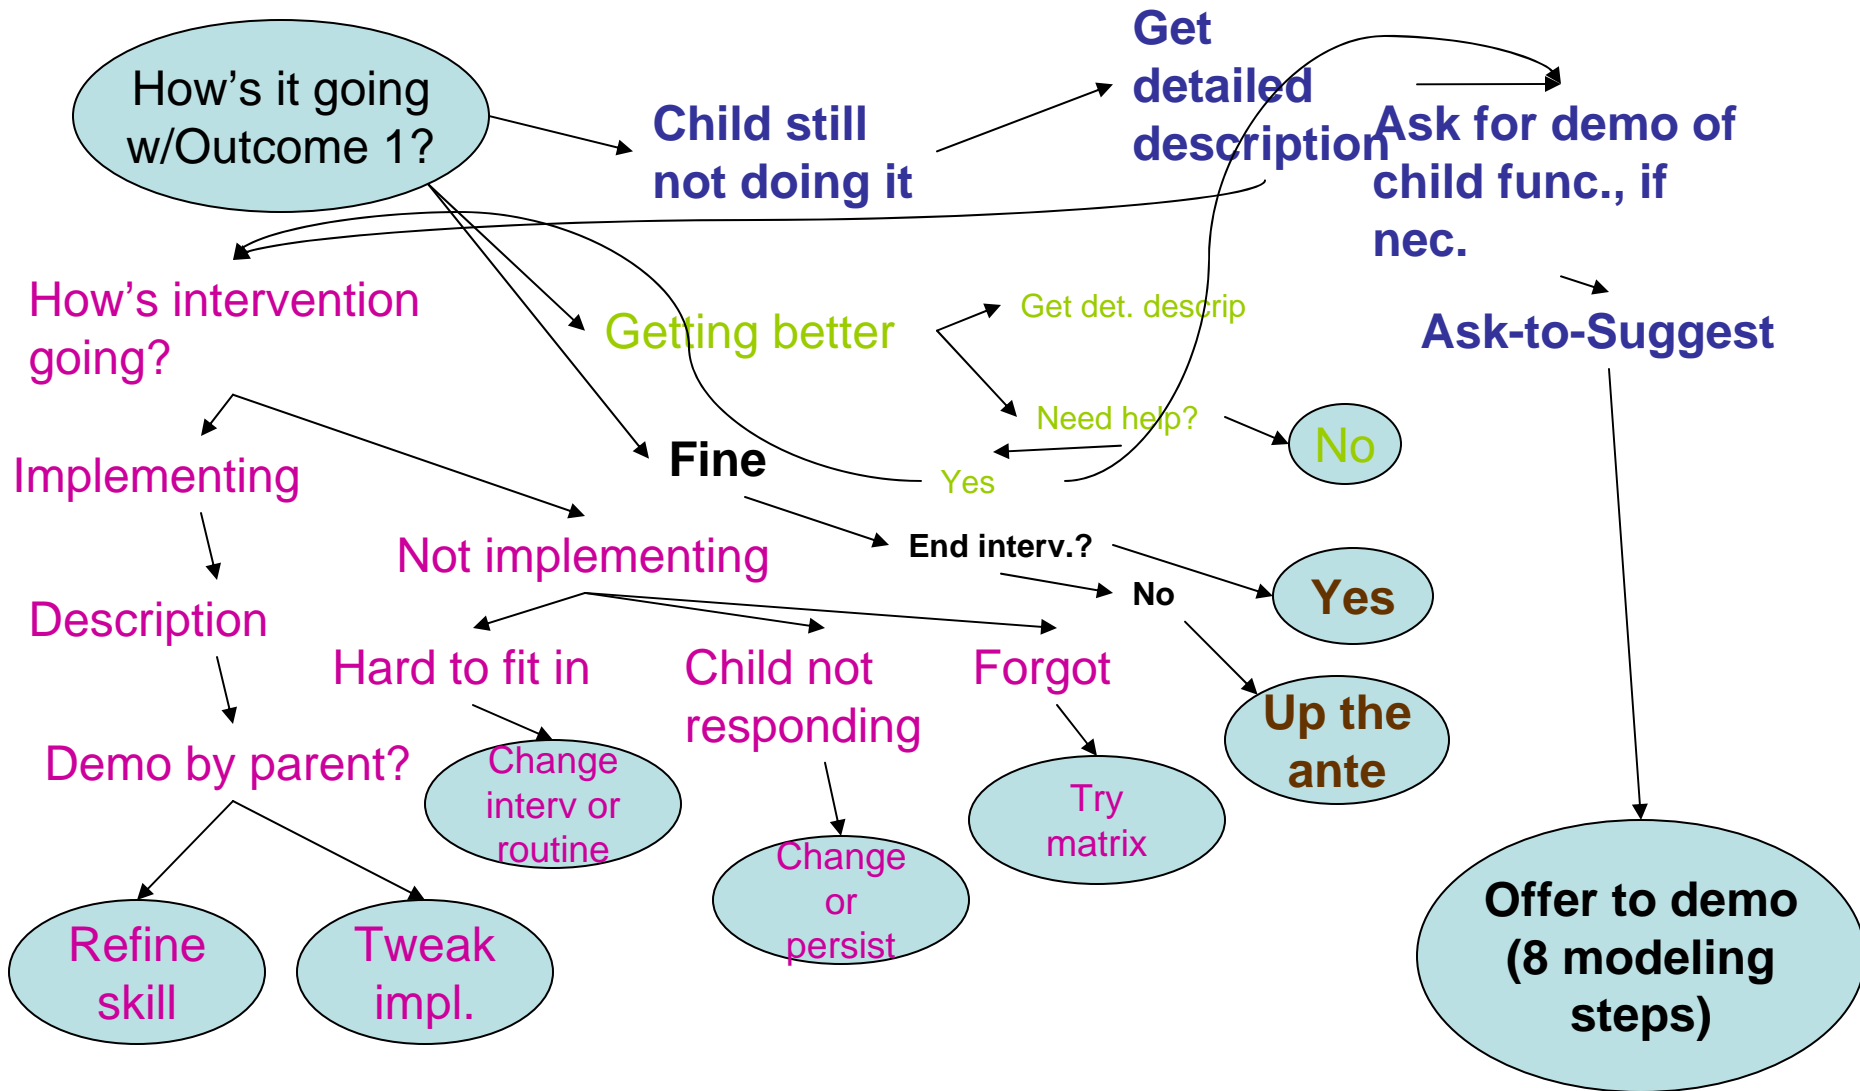 How's it going
w/Outcome 1?
Child still
not doing it
Get
detailed
description
Ask for demo of
child func., if
nec.
Ask-to-Suggest
How's intervention
going?
Getting better
Get det. descrip
Need help?
No
Yes
Fine
End interv.?
Yes
No
Up the
ante
Implementing
Not implementing
Description
Hard to fit in
Child not
responding
Forgot
Demo by parent?
Change
interv or
routine
Change
or
persist
Try
matrix
Refine
skill
Tweak
impl.
Offer to demo
(8 modeling
steps)